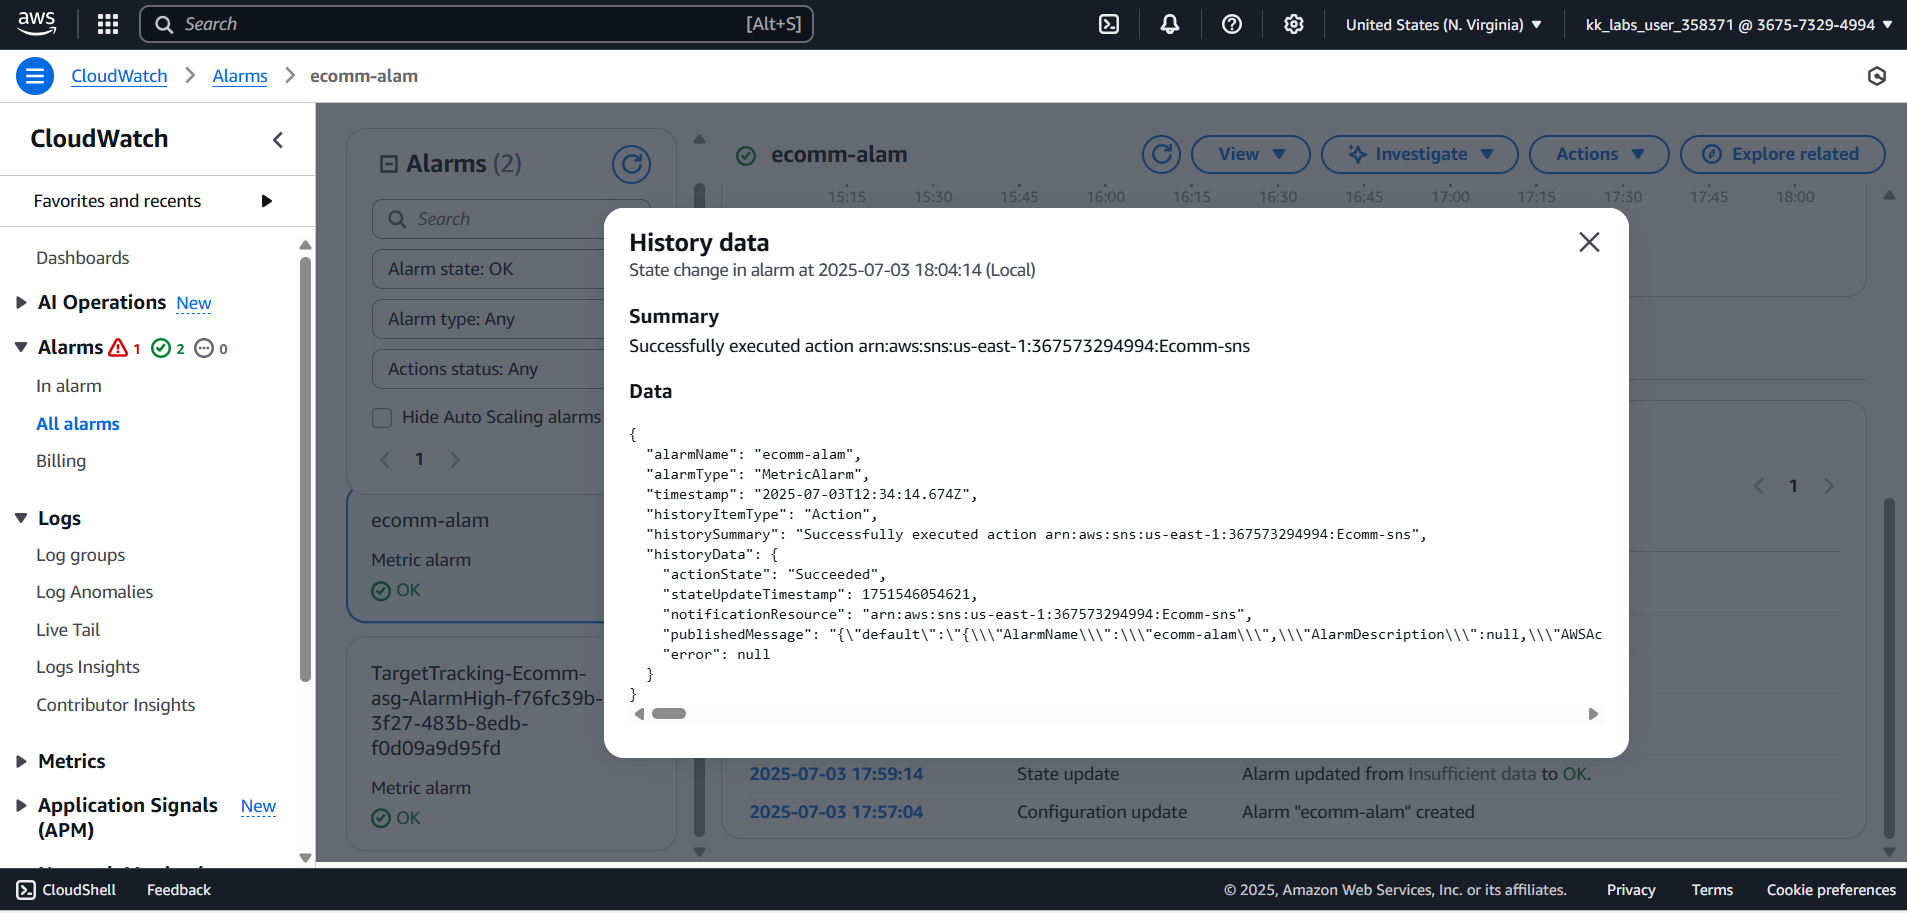 aws
Search [Alt+S]
United States (N. Virginia)
kk_labs_user_358371 @ 3675-7329-4994
CloudWatch
Alarms
ecomm-alam
CloudWatch
Favorites and recents
Dashboards
AI Operations New
Alarms 1 2 0
In alarm
All alarms
Billing
Logs
Log groups
Log Anomalies
Live Tail
Logs Insights
Contributor Insights
Metrics
Application Signals New
(APM)
Alarms (2)
Search
Alarm state: OK
Alarm type: Any
Actions status: Any
Hide Auto Scaling alarms
1
ecomm-alam
Metric alarm
OK
TargetTracking-Ecomm-
asg-AlarmHigh-f76fc39b-
3f27-483b-8edb-
f0d09a9d95fd
Metric alarm
OK
ecomm-alam
View
Investigate
Actions
Explore related
15:15 15:30 15:45 16:00 16:15 16:30 16:45 17:00 17:15 17:30 17:45 18:00
1
History data
State change in alarm at 2025-07-03 18:04:14 (Local)
Summary
Successfully executed action arn:aws:sns:us-east-1:367573294994:Ecomm-sns
Data
{
"alarmName": "ecomm-alam",
"alarmType": "MetricAlarm",
"timestamp": "2025-07-03T12:34:14.674Z",
"historyItemType": "Action",
"historySummary": "Successfully executed action arn:aws:sns:us-east-1:367573294994:Ecomm-sns",
"historyData": {
"actionState": "Succeeded",
"stateUpdateTimestamp": 1751546054621,
"notificationResource": "arn:aws:sns:us-east-1:367573294994:Ecomm-sns",
"publishedMessage": "{\"default\":\"{\\\"AlarmName\\\":\\\"ecomm-alam\\\",\\\"AlarmDescription\\\":null,\\\"AWSAc
"error": null
}
}
2025-07-03 17:59:14 State update Alarm updated from Insufficient data to OK.
2025-07-03 17:57:04 Configuration update Alarm "ecomm-alam" created
CloudShell
Feedback
© 2025, Amazon Web Services, Inc. or its affiliates.
Privacy
Terms
Cookie preferences